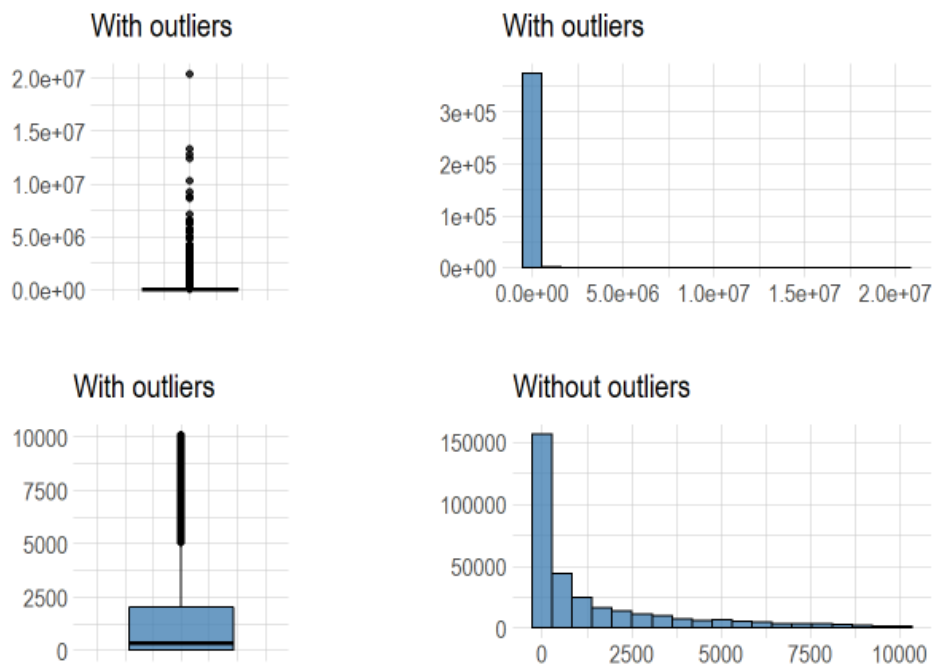 With outliers
2.0e+07
1.5e+07
1.0e+07
5.0e+06
0.0e+00
With outliers
3e+05
2e+05
1e+05
0e+00
0.0e+00 5.0e+06 1.0e+07 1.5e+07 2.0e+07
With outliers
10000
7500
5000
2500
0
Without outliers
150000
100000
50000
0
0 2500 5000 7500 10000